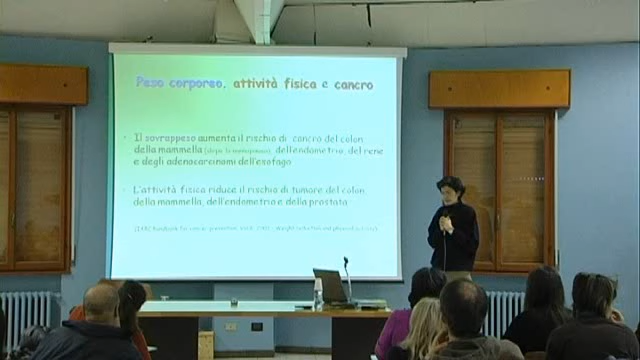 Peso corporeo, attività fisica e cancro
• Il sovrappeso aumenta il rischio di cancro del colon
della mammella (dopo la menopausa), dell'endometrio, del rene
e degli adenocarcinomi dell'esofago
• L'attività fisica riduce il rischio di tumore del colon
della mammella, dell'endometrio e della prostata
(IARC Handbook